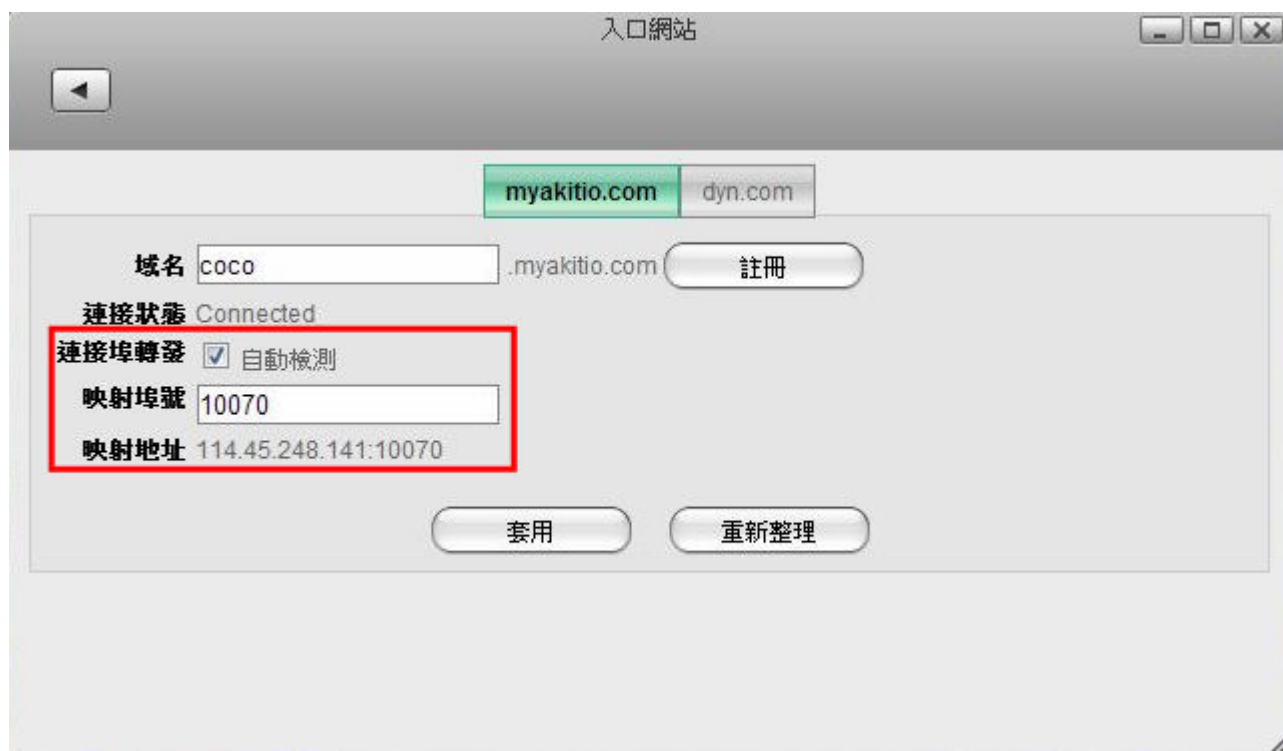 入口網站
myakitio.com dyn.com
域名 coco .myakitio.com 註冊
連接狀態 Connected
連接埠轉發 自動檢測
映射埠號 10070
映射地址 114.45.248.141:10070
套用 重新整理